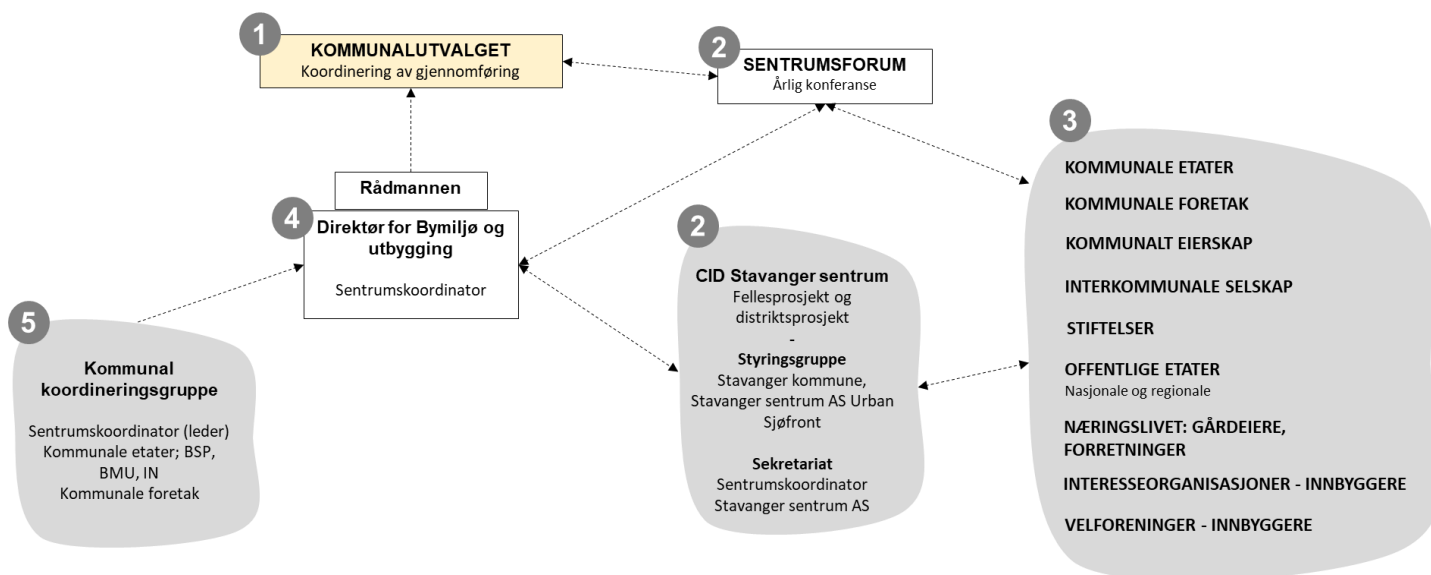 1
KOMMUNALUTVALGET
Koordinering av gjennomføring
2
SENTRUMSFORUM
Årlig konferanse
3
KOMMUNALE ETATER
KOMMUNALE FORETAK
KOMMUNALT EIERSKAP
INTERKOMMUNALE SELSKAP
STIFTELSER
OFFENTLIGE ETATER
Nasjonale og regionale
NÆRINGSLIVET: GÅRDEIERE,
FORRETNINGER
INTERESSEORGANISASJONER - INNBYGGERE
VELFORENINGER - INNBYGGERE
Rådmannen
4
Direktør for Bymiljø og
utbygging
Sentrumskoordinator
2
CID Stavanger sentrum
Fellesprosjekt og
distriktsprosjekt
-
Styringsgruppe
Stavanger kommune,
Stavanger sentrum AS Urban
Sjøfront
Sekretariat
Sentrumskoordinator
Stavanger sentrum AS
5
Kommunal
koordineringsgruppe
Sentrumskoordinator (leder)
Kommunale etater; BSP,
BMU, IN
Kommunale foretak